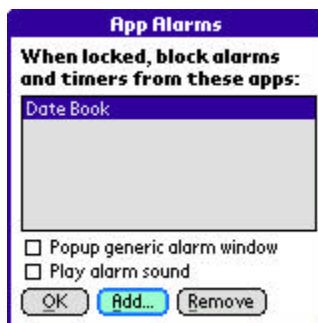 App Alarms
When locked, block alarms
and timers from these apps:
Date Book
Popup generic alarm window
Play alarm sound
OK Add... Remove